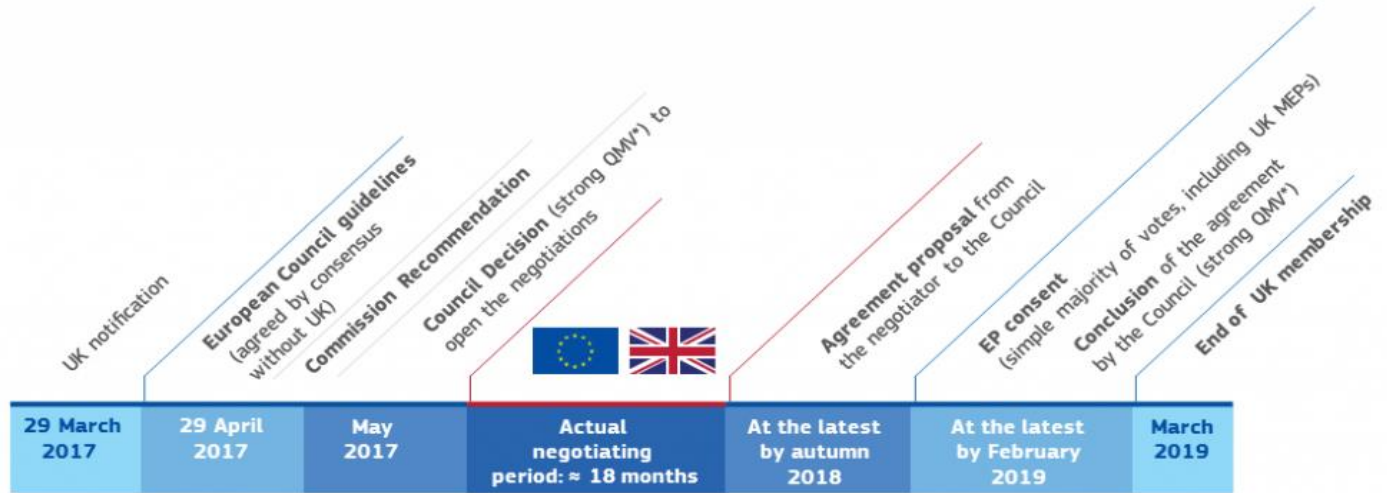 UK notification
European Council guidelines
(agreed by consensus
without UK)
Commission Recommendation
Council Decision (strong QMV*) to
open the negotiations
Agreement proposal from
the negotiator to the Council
EP consent
(simple majority of votes, including UK MEPs)
Conclusion of the agreement
by the Council (strong QMV*)
End of UK membership
29 March
2017
29 April
2017
May
2017
Actual
negotiating
period: ≈ 18 months
At the latest
by autumn
2018
At the latest
by February
2019
March
2019